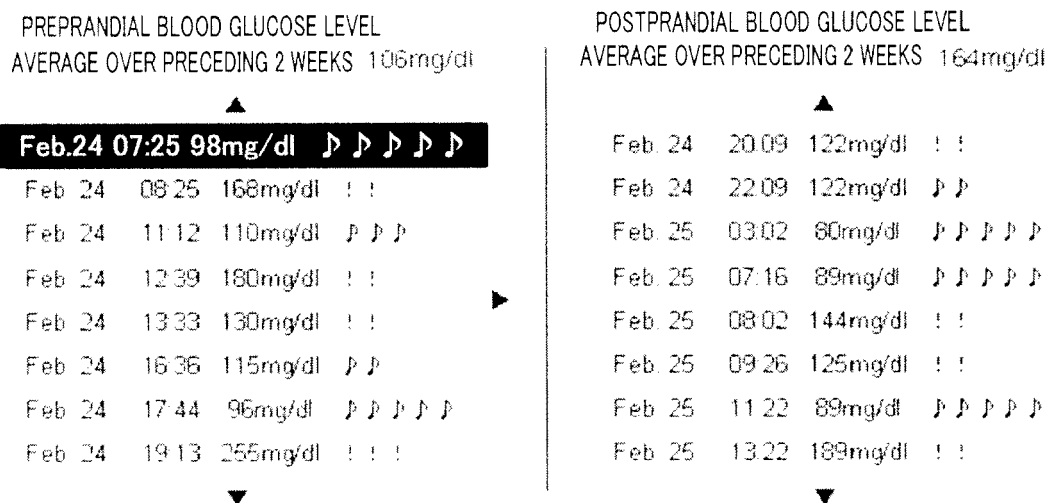 PREPRANDIAL BLOOD GLUCOSE LEVEL
AVERAGE OVER PRECEDING 2 WEEKS 106mg/dl
▲
Feb.24 07:25 98mg/dl ♪♪♪♪♪
Feb 24 08:25 168mg/dl ! !
Feb 24 11:12 110mg/dl ♪♪♪
Feb 24 12:39 180mg/dl ! !
Feb 24 13:33 130mg/dl ! !
Feb 24 16:36 115mg/dl ♪♪
Feb 24 17:44 96mg/dl ♪♪♪♪♪
Feb 24 19:13 255mg/dl ! ! !
▼
▶
POSTPRANDIAL BLOOD GLUCOSE LEVEL
AVERAGE OVER PRECEDING 2 WEEKS 164mg/dl
▲
Feb. 24 20:09 122mg/dl ! !
Feb 24 22:09 122mg/dl ♪♪
Feb. 25 03:02 80mg/dl ♪♪♪♪♪
Feb. 25 07:16 89mg/dl ♪♪♪♪♪
Feb. 25 08:02 144mg/dl ! !
Feb. 25 09:26 125mg/dl ! !
Feb 25 11:22 89mg/dl ♪♪♪♪♪
Feb 25 13:22 189mg/dl ! !
▼